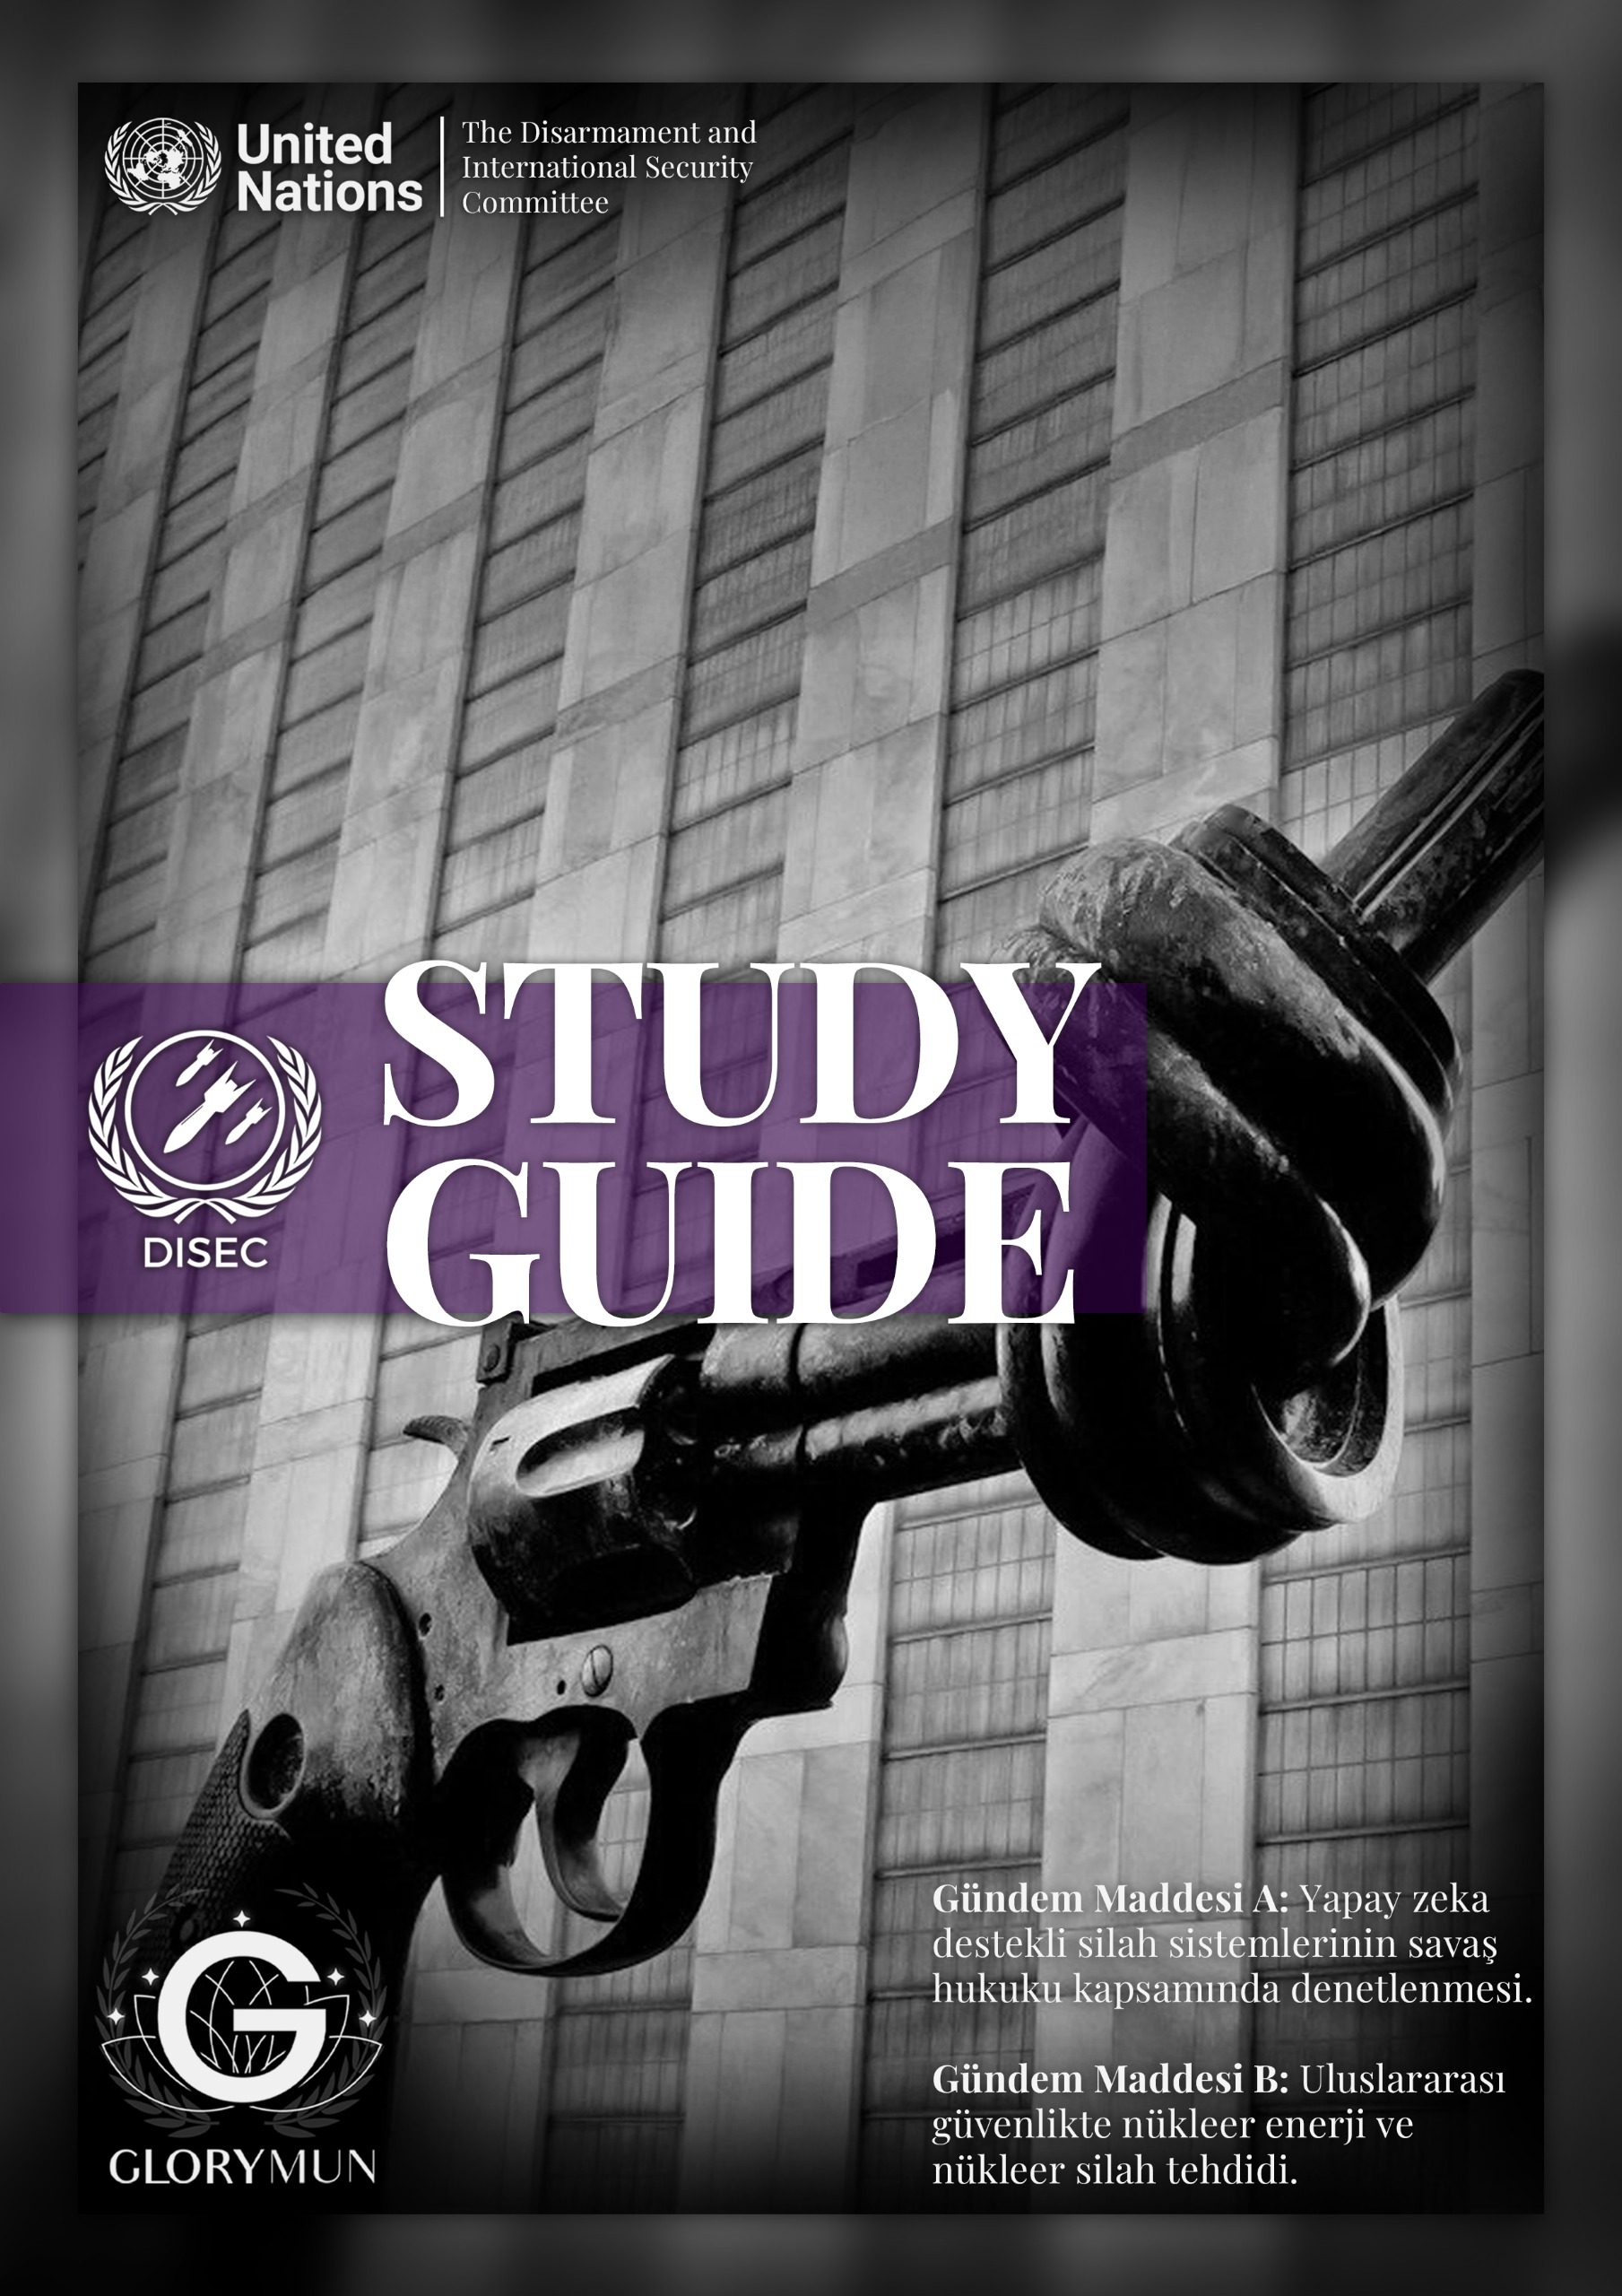 United
Nations
The Disarmament and
International Security
Committee
STUDY
GUIDE
DISEC
Gündem Maddesi A: Yapay zeka
destekli silah sistemlerinin savaş
hukuku kapsamında denetlenmesi.
Gündem Maddesi B: Uluslararası
güvenlikte nükleer enerji ve
nükleer silah tehdidi.
G
GLORYMUN